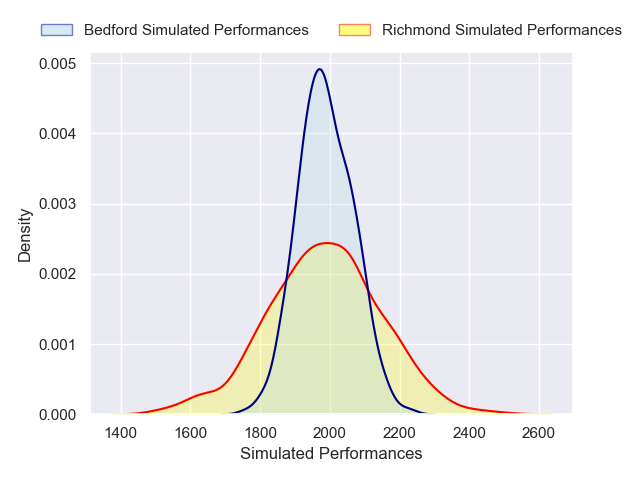 Bedford Simulated Performances
Richmond Simulated Performances
0.005
0.004
0.003
0.002
0.001
0.000
Density
1400 1600 1800 2000 2200 2400 2600
Simulated Performances